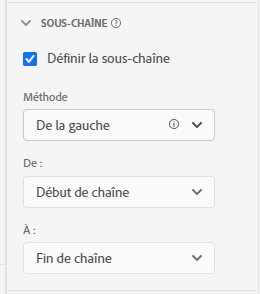 SOUS-CHAÎNE
Définir la sous-chaîne
Méthode
De la gauche
De :
Début de chaîne
À :
Fin de chaîne